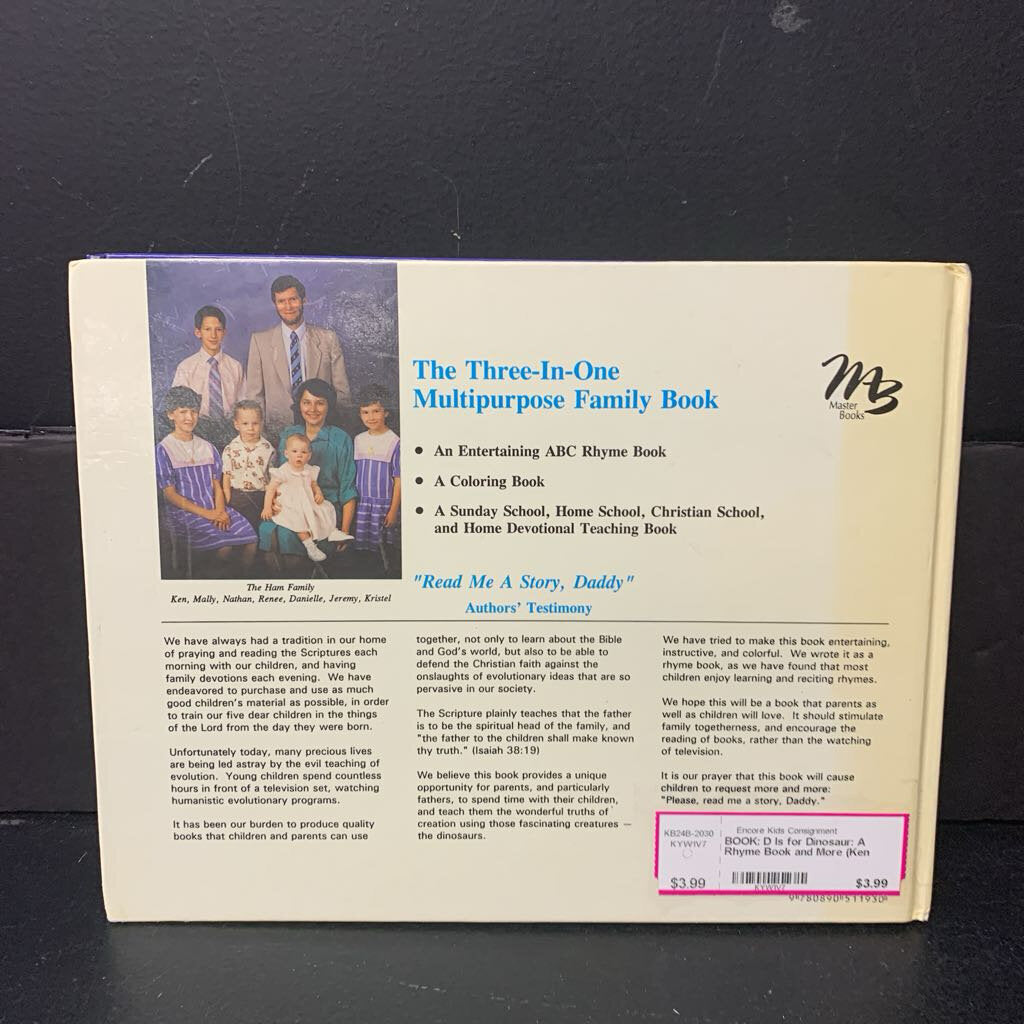 The Three-In-One
Multipurpose Family Book
MB
Master
Books
• An Entertaining ABC Rhyme Book
• A Coloring Book
• A Sunday School, Home School, Christian School,
and Home Devotional Teaching Book
The Ham Family
Ken, Mally, Nathan, Renee, Danielle, Jeremy, Kristel
"Read Me A Story, Daddy"
Authors' Testimony
We have always had a tradition in our home
of praying and reading the Scriptures each
morning with our children, and having
family devotions each evening. We have
endeavored to purchase and use as much
good children's material as possible, in order
to train our five dear children in the things
of the Lord from the day they were born.
Unfortunately today, many precious lives
are being led astray by the evil teaching of
evolution. Young children spend countless
hours in front of a television set, watching
humanistic evolutionary programs.
It has been our burden to produce quality
books that children and parents can use
together, not only to learn about the Bible
and God's world, but also to be able to
defend the Christian faith against the
onslaughts of evolutionary ideas that are so
pervasive in our society.
The Scripture plainly teaches that the father
is to be the spiritual head of the family, and
"the father to the children shall make known
thy truth." (Isaiah 38:19)
We believe this book provides a unique
opportunity for parents, and particularly
fathers, to spend time with their children,
and teach them the wonderful truths of
creation using those fascinating creatures —
the dinosaurs.
We have tried to make this book entertaining,
instructive, and colorful. We wrote it as a
rhyme book, as we have found that most
children enjoy learning and reciting rhymes.
We hope this will be a book that parents as
well as children will love. It should stimulate
family togetherness, and encourage the
reading of books, rather than the watching
of television.
It is our prayer that this book will cause
children to request more and more:
"Please, read me a story, Daddy."
KB24B-2030
KYWIV7
$3.99
Encore Kids Consignment
BOOK: D Is for Dinosaur: A
Rhyme Book and More (Ken
KYWIV7
$3.99
9 780890 511930